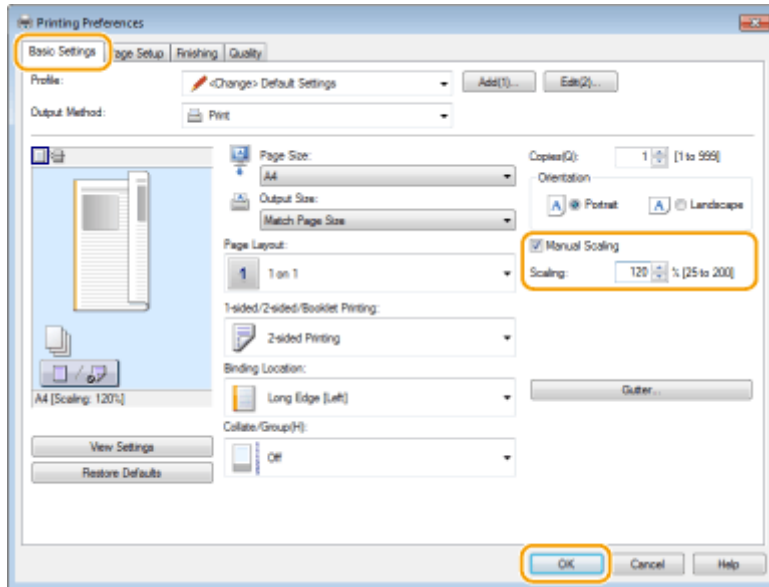 Printing Preferences
Basic Settings Page Setup Finishing Quality
Profile: <Change> Default Settings Add(1)... Edit(2)...
Output Method: Print
Page Size:
A4
Output Size:
Match Page Size
Copies(Q): 1 [1 to 999]
Orientation
A Portrait A Landscape
Page Layout:
1 1 on 1
Manual Scaling
Scaling: 120 % [25 to 200]
1-sided/2-sided/Booklet Printing:
2-sided Printing
Binding Location:
Long Edge [Left]
Gutter...
A4 [Scaling: 120%]
Collate/Group(H):
Off
View Settings
Restore Defaults
OK Cancel Help